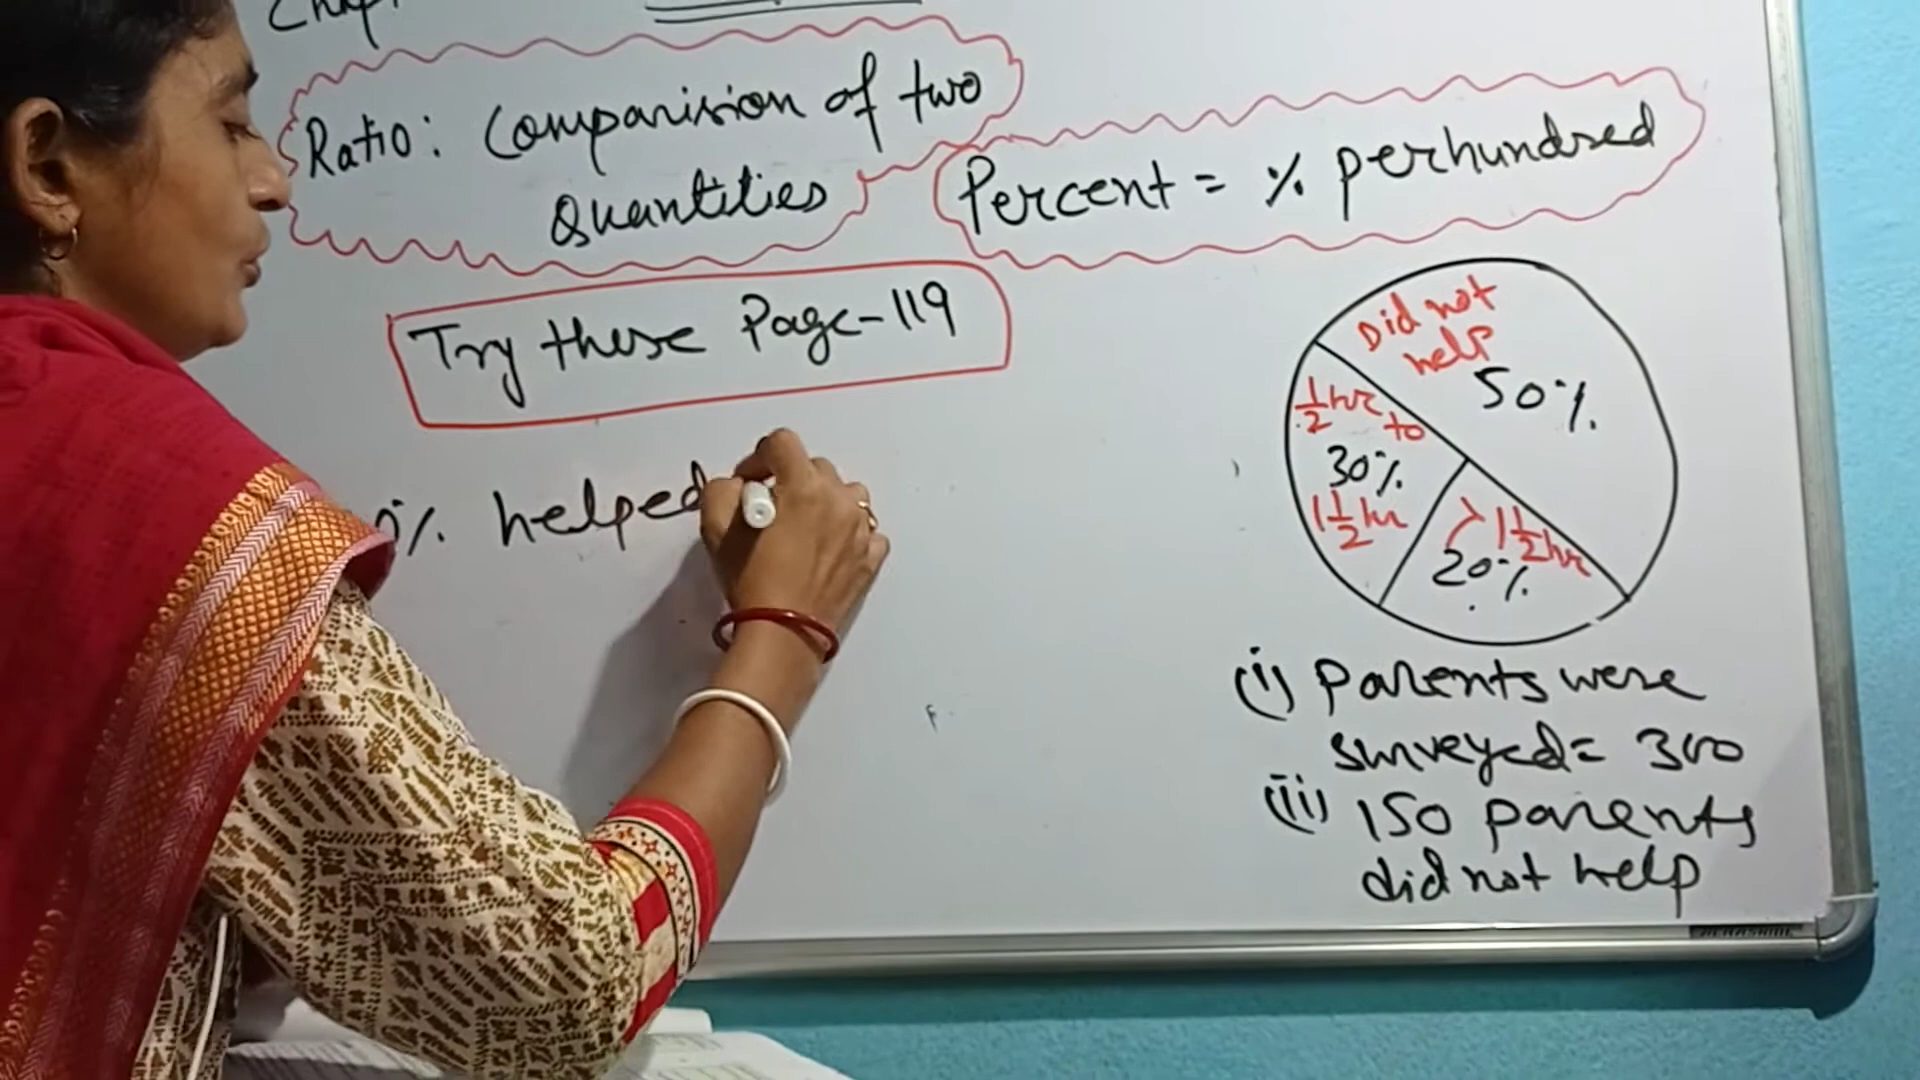 Chap
Ratio: Comparision of two
Quantities
Percent = % perhundred
Try these Page-119
0% helped
Did not
help
50%
1/2 hr
to
30%
1 1/2 hr
> 1 1/2 hr
20%
(i) Parents were
surveyed = 300
(ii) 150 parents
did not help